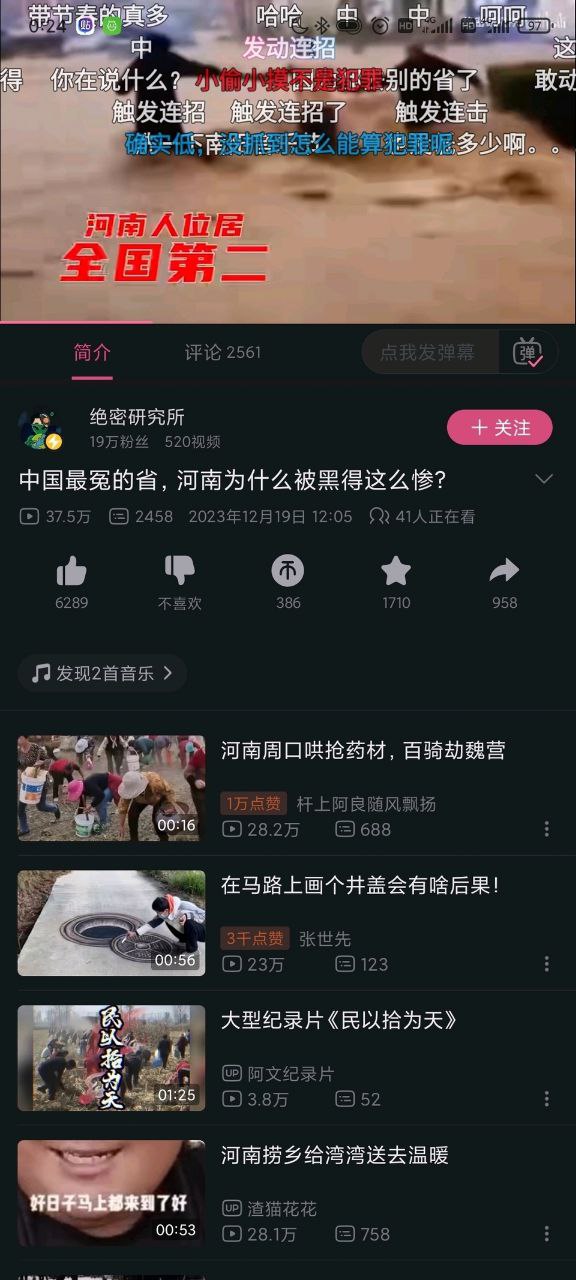 带节奏的真多 哈哈 中 中 呵呵
0:24 HD 4G HD 97
中 发动连招 这
得 你在说什么? 小偷小摸不是犯罪 别的省了 敢动
触发连招 触发连招了 触发连击
确实低,没抓到怎么能算犯罪呢 多少啊。。
河南人位居
全国第二
简介 评论 2561 点我发弹幕 弹
绝密研究所
19万粉丝 520视频
+ 关注
中国最冤的省,河南为什么被黑得这么惨?
37.5万 2458 2023年12月19日 12:05 41人正在看
6289 不喜欢 386 1710 958
发现2首音乐
河南周口哄抢药材,百骑劫魏营
1万点赞 杆上阿良随风飘扬
28.2万 688
00:16
在马路上画个井盖会有啥后果!
3千点赞 张世先
23万 123
00:56
大型纪录片《民以拾为天》
民以拾为天
UP 阿文纪录片
3.8万 52
01:25
河南捞乡给湾湾送去温暖
好日子马上都来到了好
UP 渣猫花花
28.1万 758
00:53